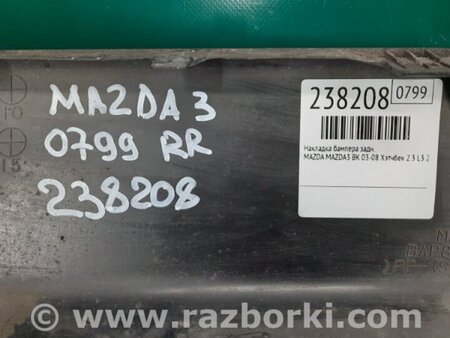 MAZDA 3
0799 RR
238208
238208 0799
Накладка бампера задн.
MAZDA MAZDA3 BK 03-08 Хэтчбек 2.3 L3 2
www.razborki.com